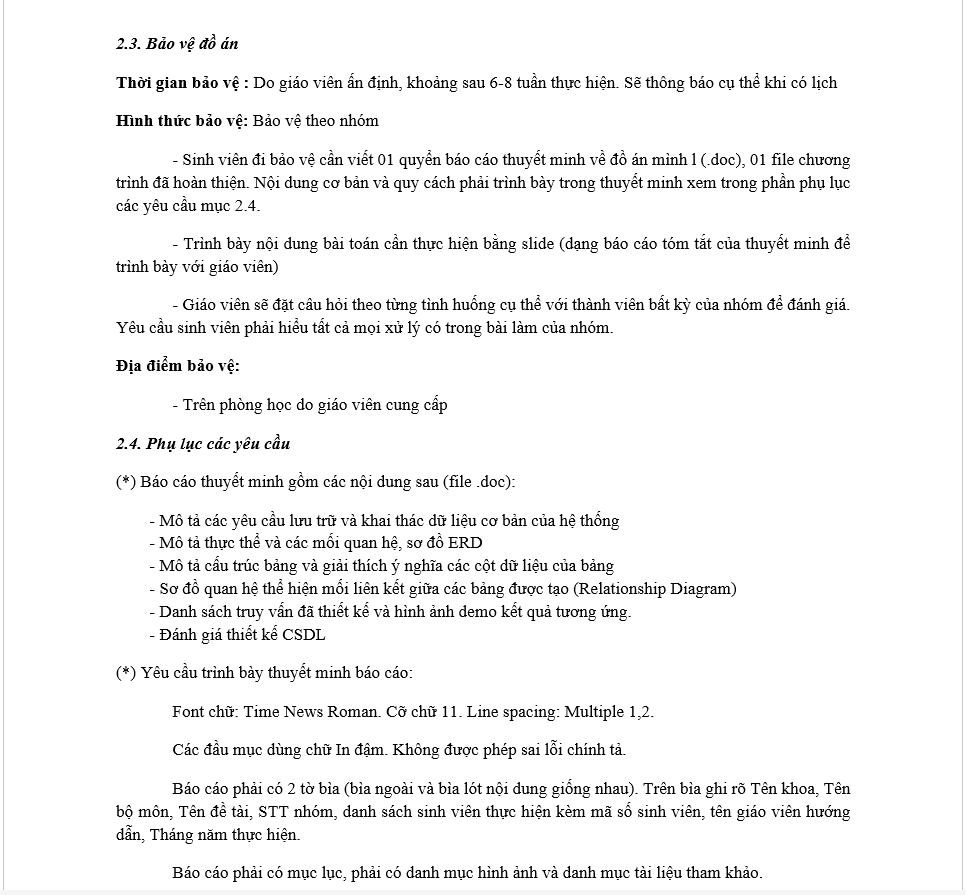 2.3. Bảo vệ đồ án
Thời gian bảo vệ : Do giáo viên ấn định, khoảng sau 6-8 tuần thực hiện. Sẽ thông báo cụ thể khi có lịch
Hình thức bảo vệ: Bảo vệ theo nhóm
- Sinh viên đi bảo vệ cần viết 01 quyển báo cáo thuyết minh về đồ án mình l (.doc), 01 file chương
trình đã hoàn thiện. Nội dung cơ bản và quy cách phải trình bày trong thuyết minh xem trong phần phụ lục
các yêu cầu mục 2.4.
- Trình bày nội dung bài toán cần thực hiện bằng slide (dạng báo cáo tóm tắt của thuyết minh để
trình bày với giáo viên)
- Giáo viên sẽ đặt câu hỏi theo từng tình huống cụ thể với thành viên bất kỳ của nhóm để đánh giá.
Yêu cầu sinh viên phải hiểu tất cả mọi xử lý có trong bài làm của nhóm.
Địa điểm bảo vệ:
- Trên phòng học do giáo viên cung cấp
2.4. Phụ lục các yêu cầu
(*) Báo cáo thuyết minh gồm các nội dung sau (file .doc):
- Mô tả các yêu cầu lưu trữ và khai thác dữ liệu cơ bản của hệ thống
- Mô tả thực thể và các mối quan hệ, sơ đồ ERD
- Mô tả cấu trúc bảng và giải thích ý nghĩa các cột dữ liệu của bảng
- Sơ đồ quan hệ thể hiện mối liên kết giữa các bảng được tạo (Relationship Diagram)
- Danh sách truy vấn đã thiết kế và hình ảnh demo kết quả tương ứng.
- Đánh giá thiết kế CSDL
(*) Yêu cầu trình bày thuyết minh báo cáo:
Font chữ: Time News Roman. Cỡ chữ 11. Line spacing: Multiple 1,2.
Các đầu mục dùng chữ In đậm. Không được phép sai lỗi chính tả.
Báo cáo phải có 2 tờ bìa (bìa ngoài và bìa lót nội dung giống nhau). Trên bìa ghi rõ Tên khoa, Tên
bộ môn, Tên đề tài, STT nhóm, danh sách sinh viên thực hiện kèm mã số sinh viên, tên giáo viên hướng
dẫn, Tháng năm thực hiện.
Báo cáo phải có mục lục, phải có danh mục hình ảnh và danh mục tài liệu tham khảo.